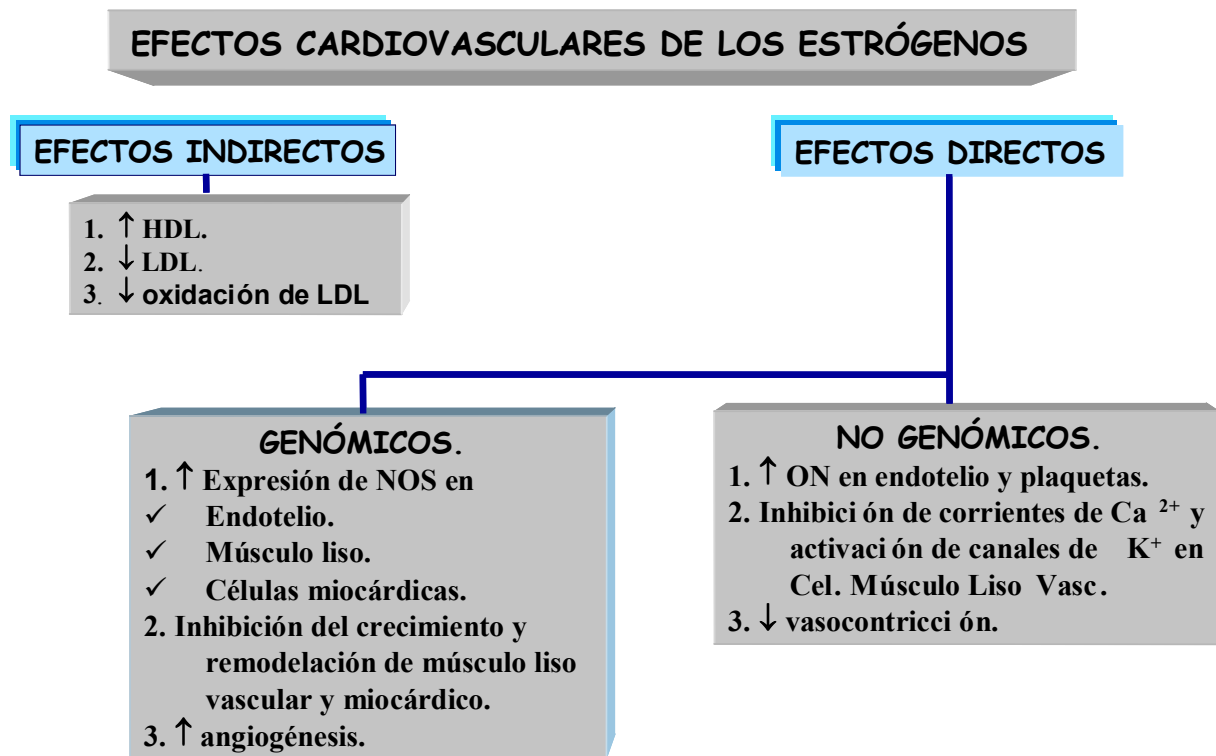 EFECTOS CARDIOVASCULARES DE LOS ESTRÓGENOS
EFECTOS INDIRECTOS
1. ↑ HDL.
2. ↓ LDL.
3. ↓ oxidación de LDL
EFECTOS DIRECTOS
GENÓMICOS.
1. ↑ Expresión de NOS en
✓ Endotelio.
✓ Músculo liso.
✓ Células miocárdicas.
2. Inhibición del crecimiento y
remodelación de músculo liso
vascular y miocárdico.
3. ↑ angiogénesis.
NO GENÓMICOS.
1. ↑ ON en endotelio y plaquetas.
2. Inhibici ón de corrientes de Ca ²⁺ y
activaci ón de canales de K⁺ en
Cel. Músculo Liso Vasc.
3. ↓ vasocontricci ón.